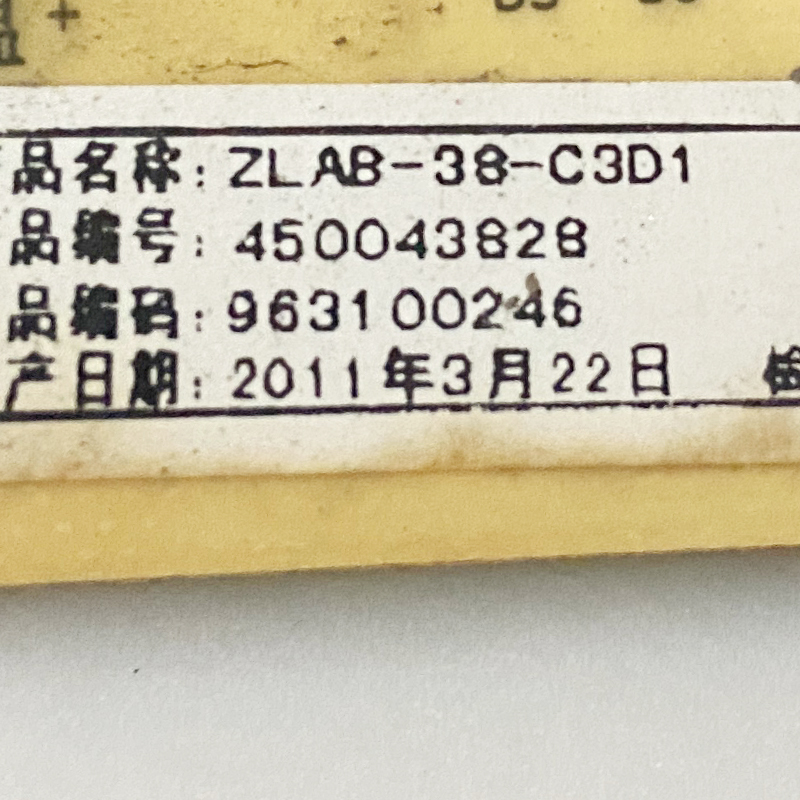 品名称: ZLAB-38-C3D1
品编号: 450043828
品编码: 963100246
产日期: 2011年3月22日